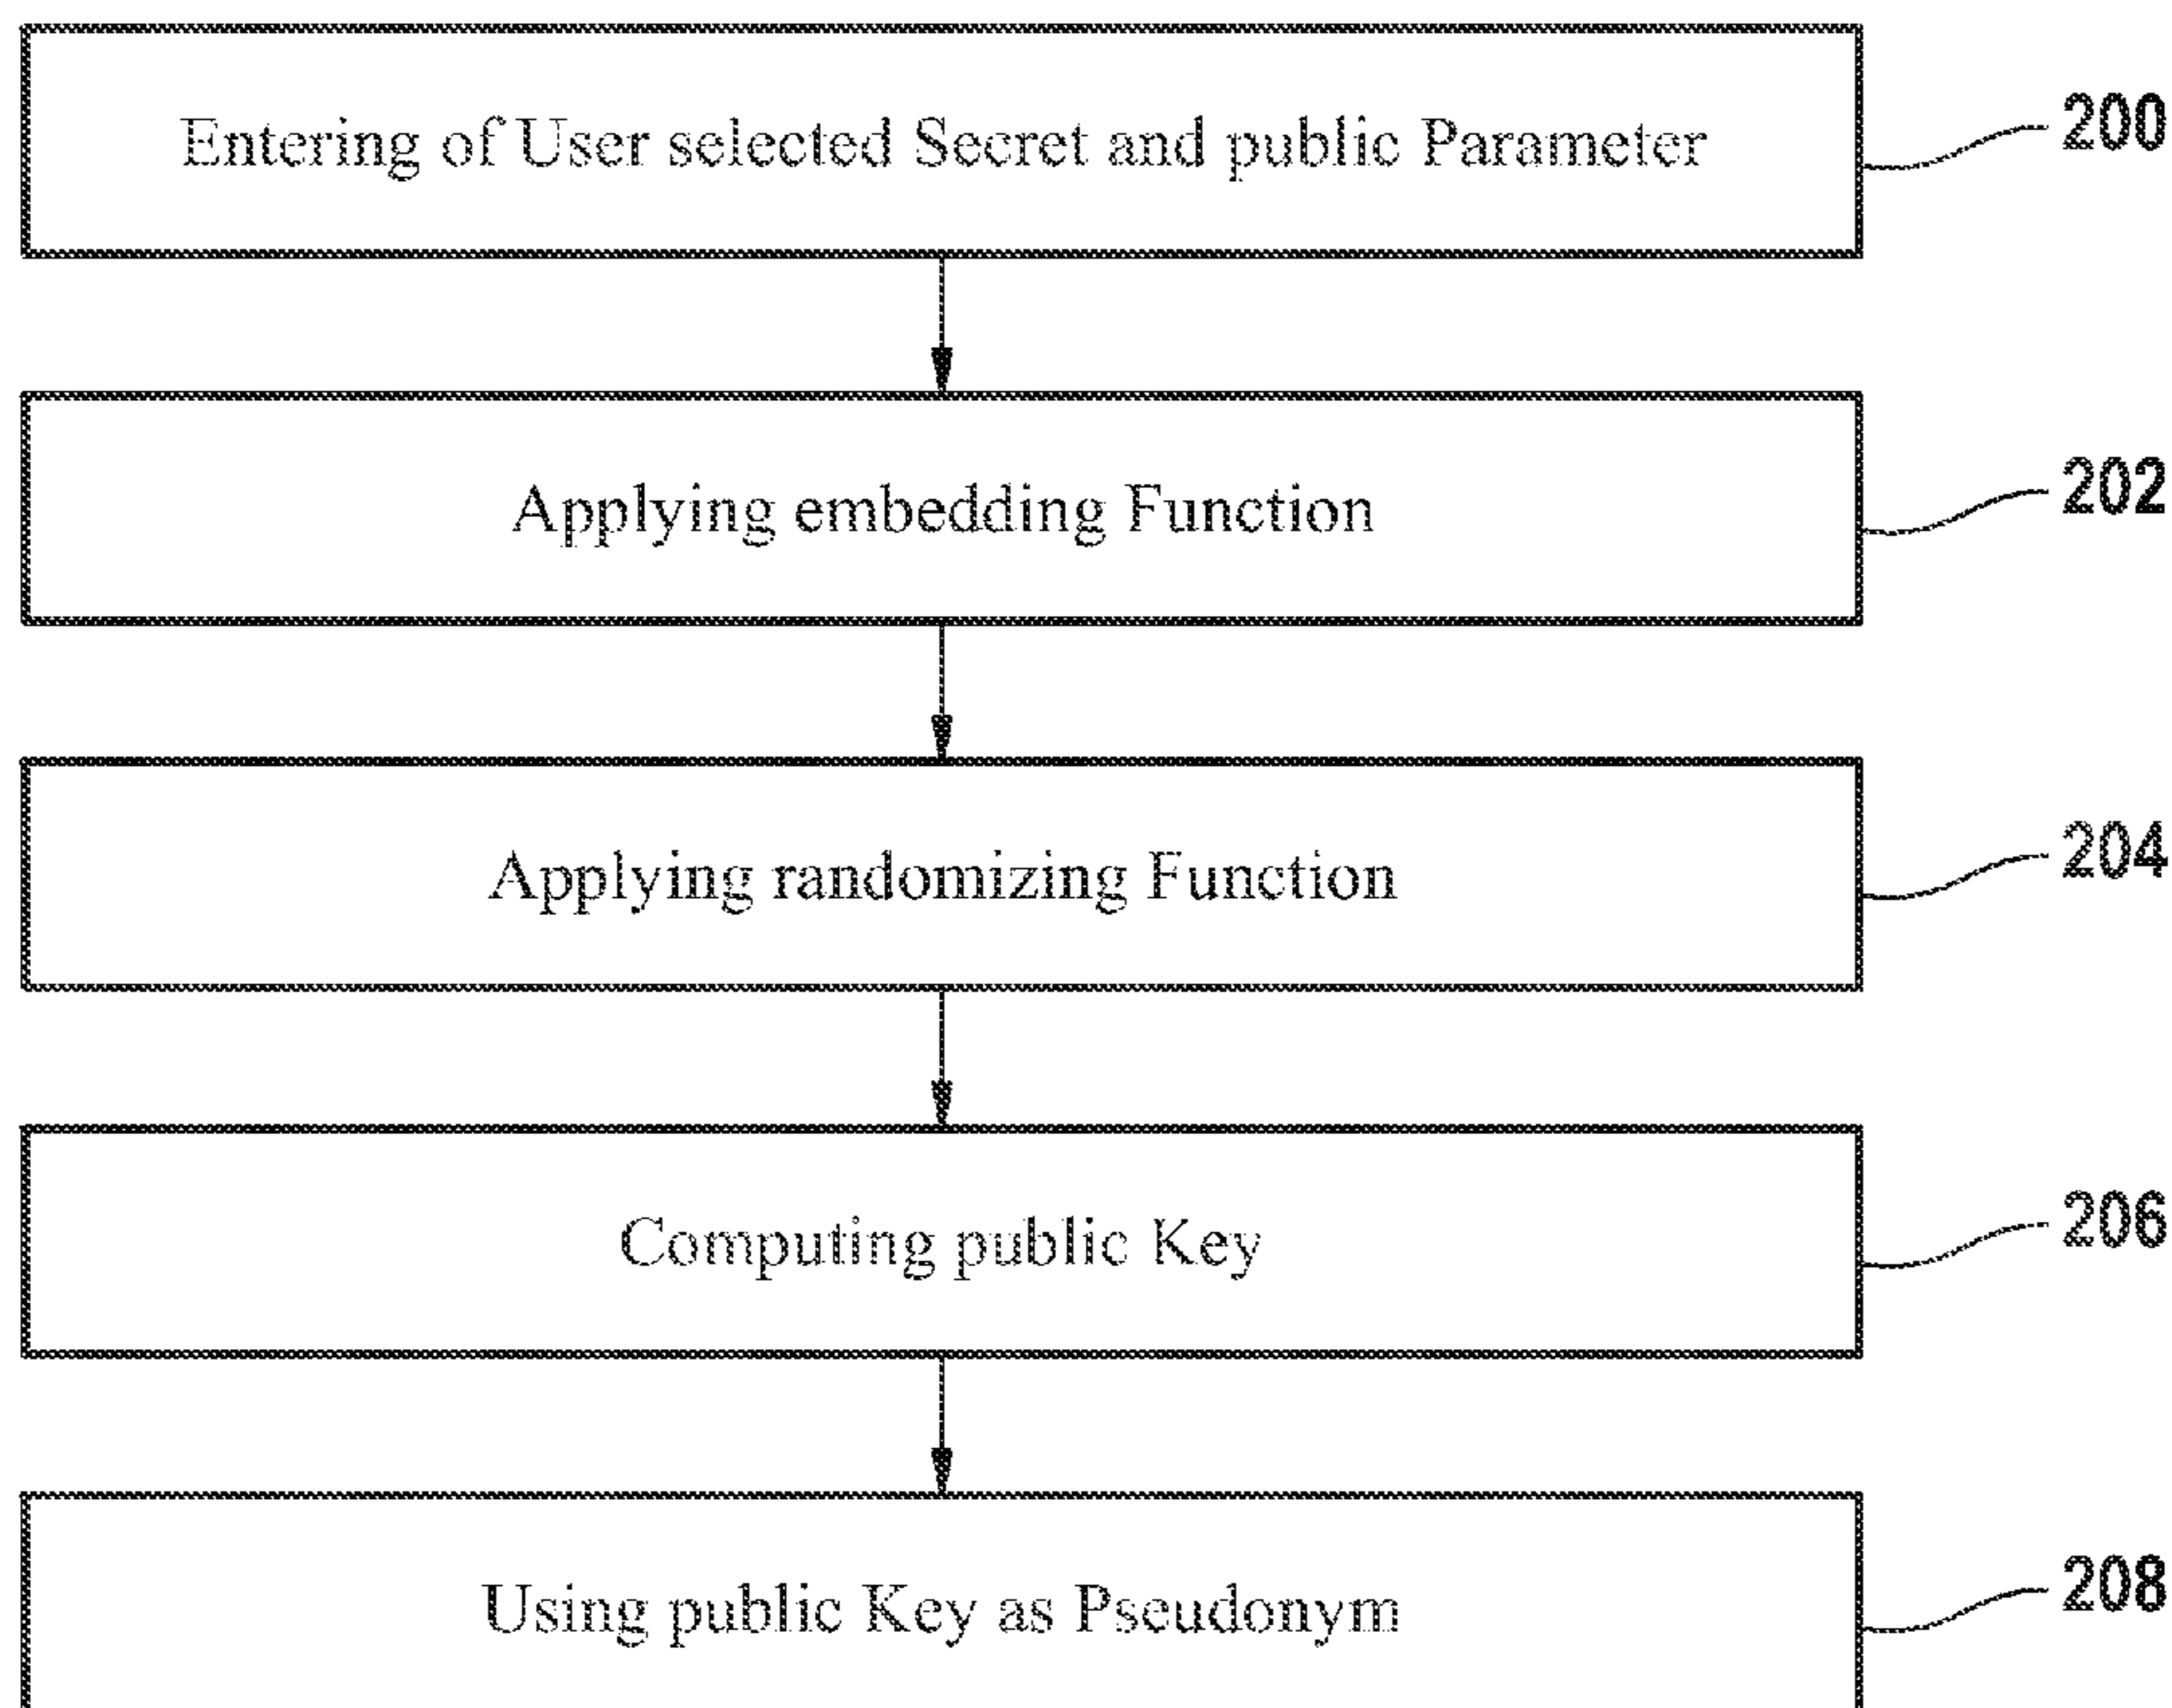 Entering of User selected Secret and public Parameter
200
Applying embedding Function
202
Applying randomizing Function
204
Computing public Key
206
Using public Key as Pseudonym
208